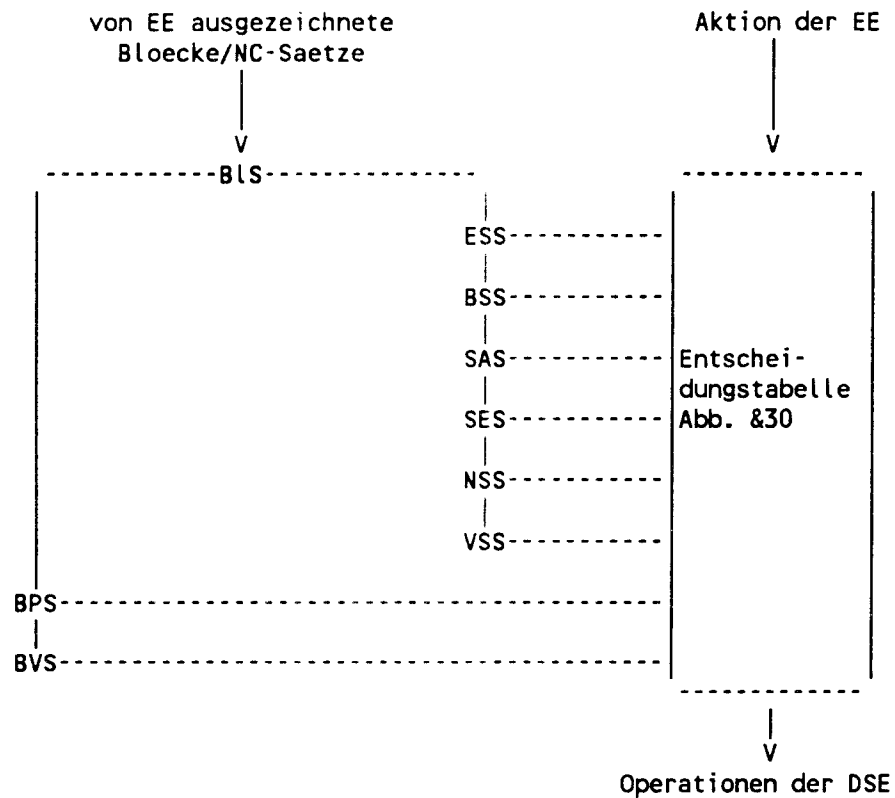 von EE ausgezeichnete
Bloecke/NC-Saetze
Aktion der EE
BlS
ESS
BSS
SAS
SES
NSS
VSS
BPS
BVS
Entschei-
dungstabelle
Abb. &30
Operationen der DSE